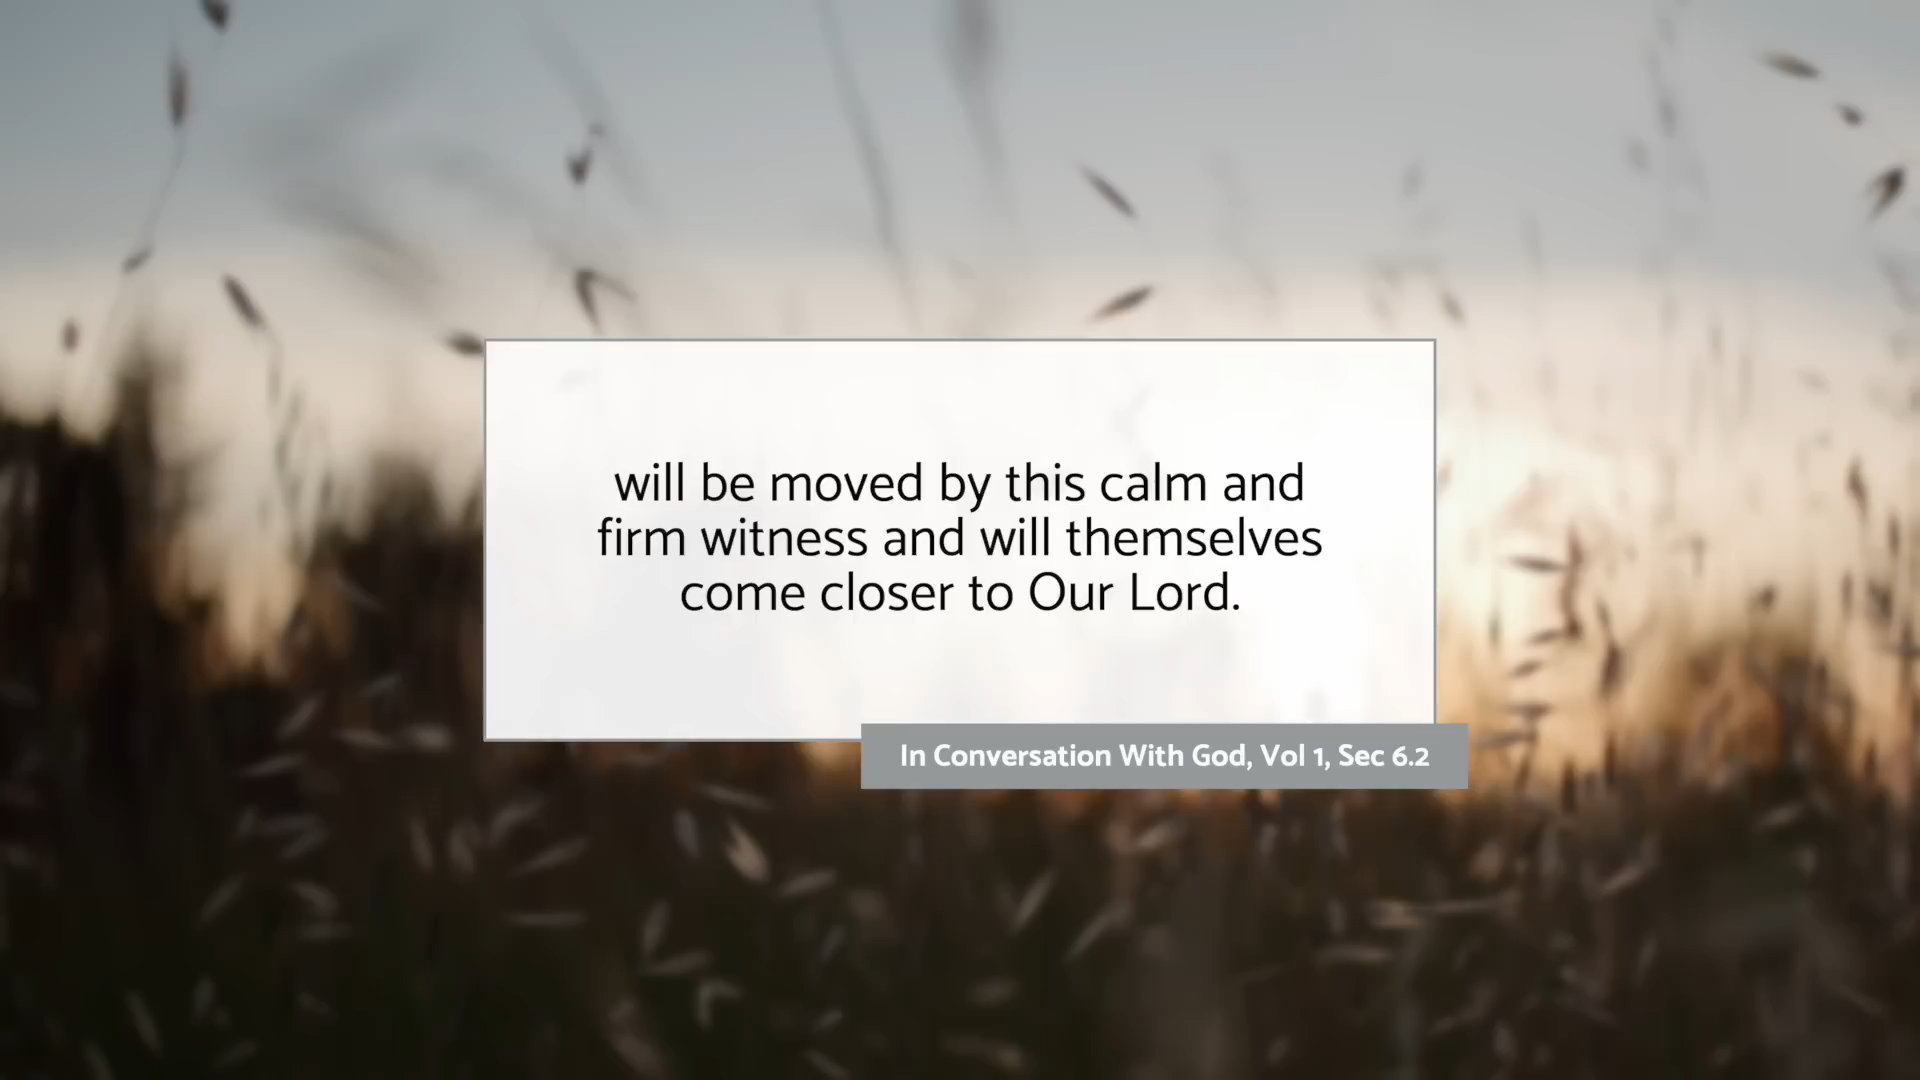 will be moved by this calm and
firm witness and will themselves
come closer to Our Lord.
In Conversation With God, Vol 1, Sec 6.2